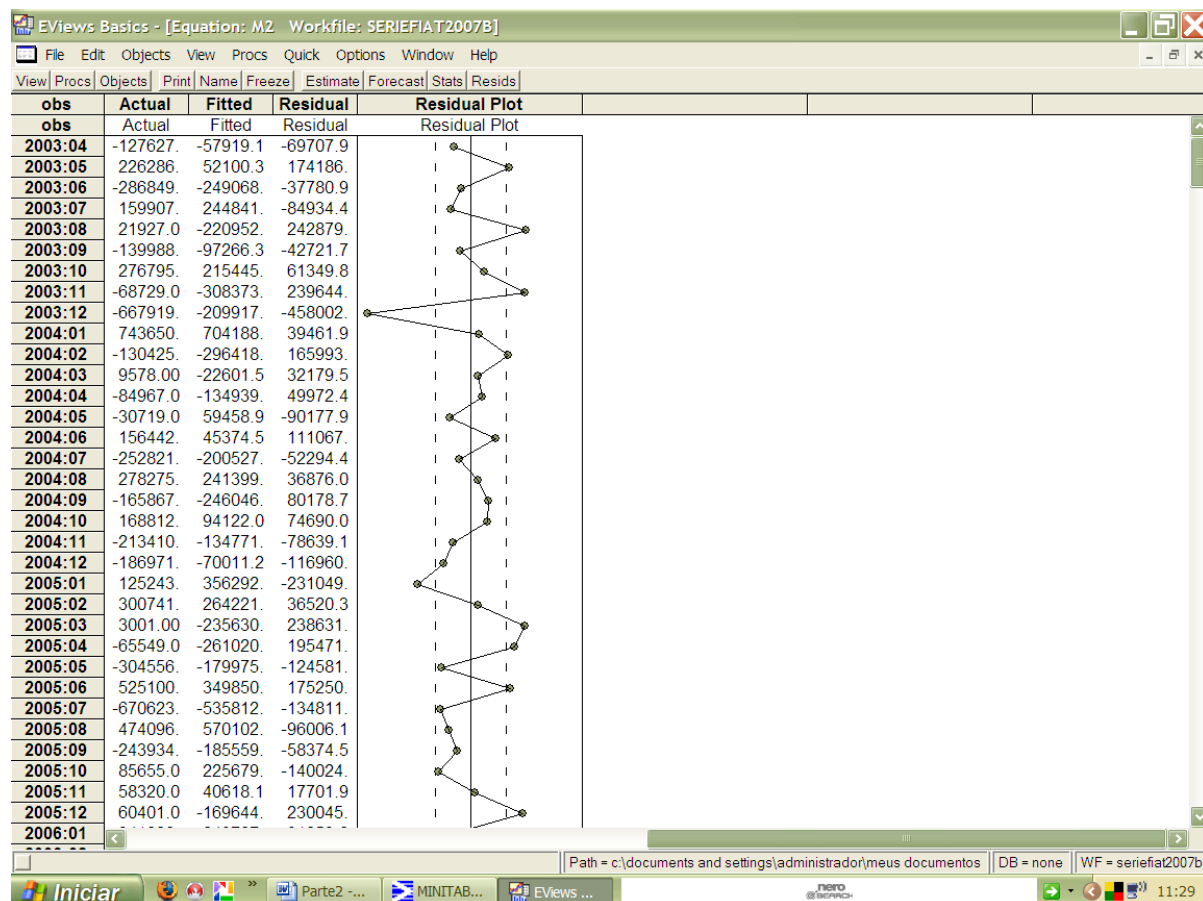 EViews Basics - [Equation: M2 Workfile: SERIEFIAT2007B]
File Edit Objects View Procs Quick Options Window Help
View Procs Objects Print Name Freeze Estimate Forecast Stats Resids
obs Actual Fitted Residual Residual Plot
obs Actual Fitted Residual Residual Plot
2003:04 -127627. -57919.1 -69707.9
2003:05 226286. 52100.3 174186.
2003:06 -286849. -249068. -37780.9
2003:07 159907. 244841. -84934.4
2003:08 21927.0 -220952. 242879.
2003:09 -139988. -97266.3 -42721.7
2003:10 276795. 215445. 61349.8
2003:11 -68729.0 -308373. 239644.
2003:12 -667919. -209917. -458002.
2004:01 743650. 704188. 39461.9
2004:02 -130425. -296418. 165993.
2004:03 9578.00 -22601.5 32179.5
2004:04 -84967.0 -134939. 49972.4
2004:05 -30719.0 59458.9 -90177.9
2004:06 156442. 45374.5 111067.
2004:07 -252821. -200527. -52294.4
2004:08 278275. 241399. 36876.0
2004:09 -165867. -246046. 80178.7
2004:10 168812. 94122.0 74690.0
2004:11 -213410. -134771. -78639.1
2004:12 -186971. -70011.2 -116960.
2005:01 125243. 356292. -231049.
2005:02 300741. 264221. 36520.3
2005:03 3001.00 -235630. 238631.
2005:04 -65549.0 -261020. 195471.
2005:05 -304556. -179975. -124581.
2005:06 525100. 349850. 175250.
2005:07 -670623. -535812. -134811.
2005:08 474096. 570102. -96006.1
2005:09 -243934. -185559. -58374.5
2005:10 85655.0 225679. -140024.
2005:11 58320.0 40618.1 17701.9
2005:12 60401.0 -169644. 230045.
2006:01
Path = c:\documents and settings\administrador\meus documentos DB = none WF = seriefiat2007b
Iniciar » Parte2 -... MINITAB... EViews ... nero SEARCH 11:29